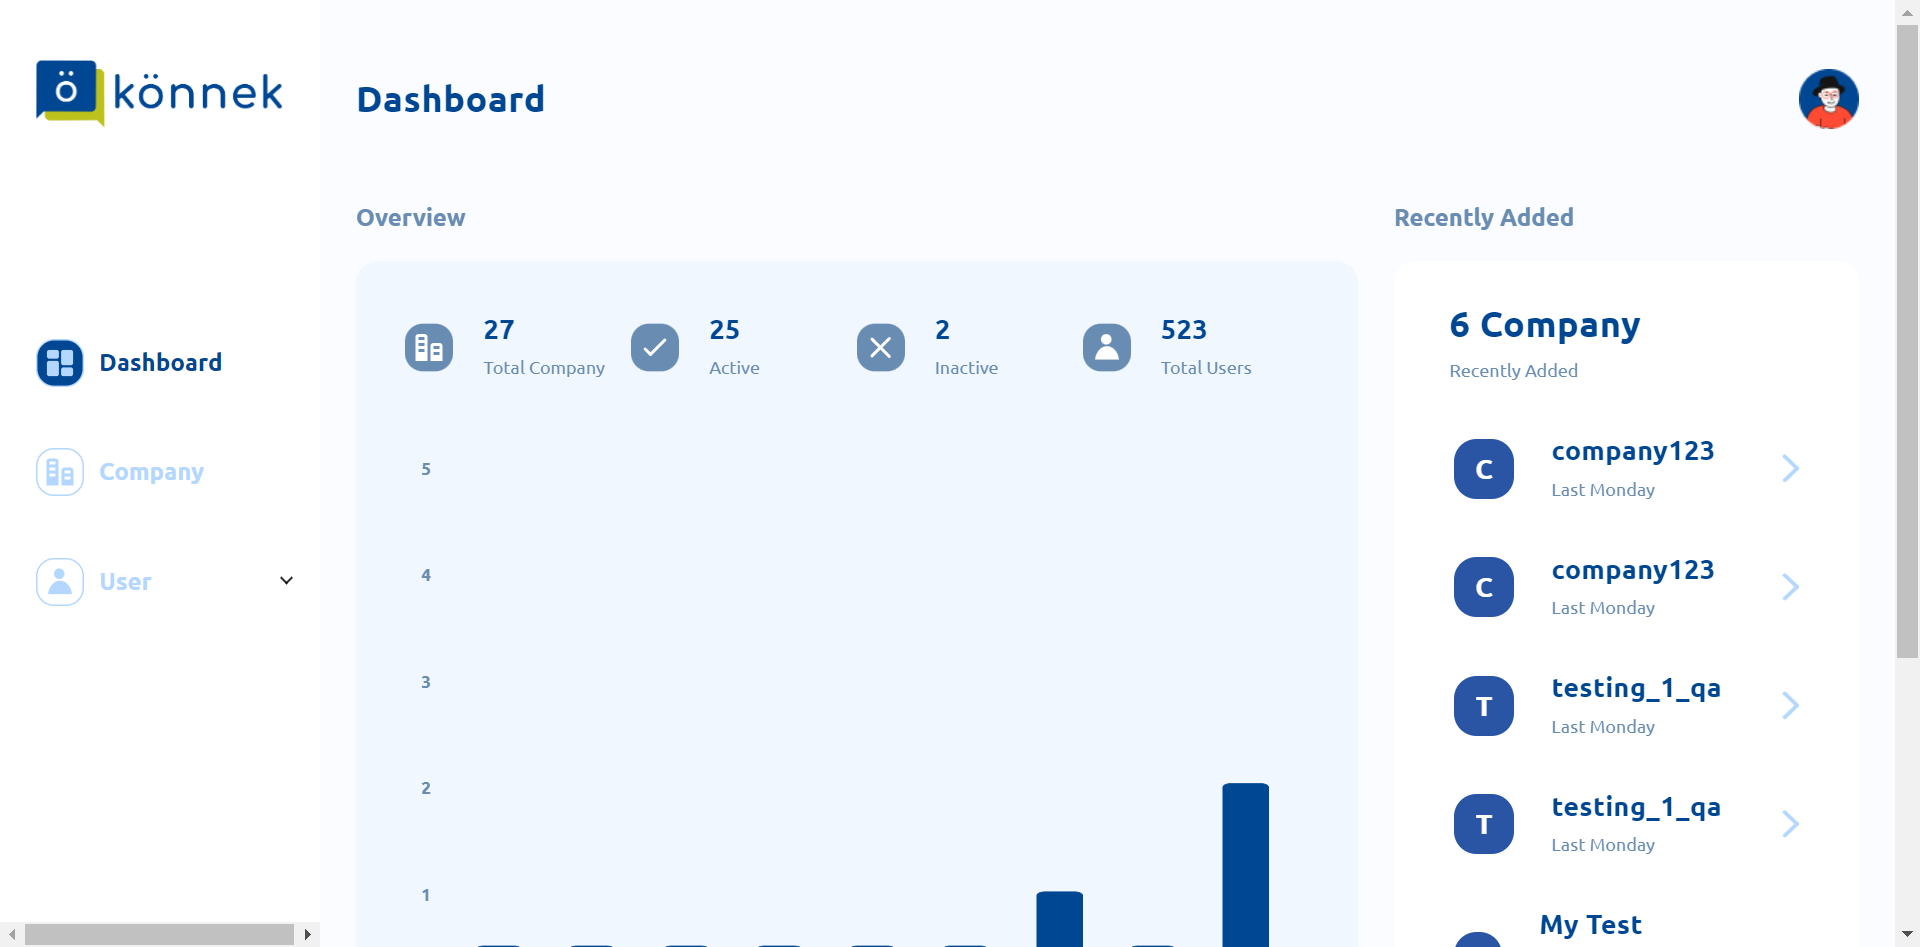 ö könnek
Dashboard
Dashboard
Company
User
Overview
27
Total Company
25
Active
2
Inactive
523
Total Users
5
4
3
2
1
Recently Added
6 Company
Recently Added
C
company123
Last Monday
C
company123
Last Monday
T
testing_1_qa
Last Monday
T
testing_1_qa
Last Monday
My Test